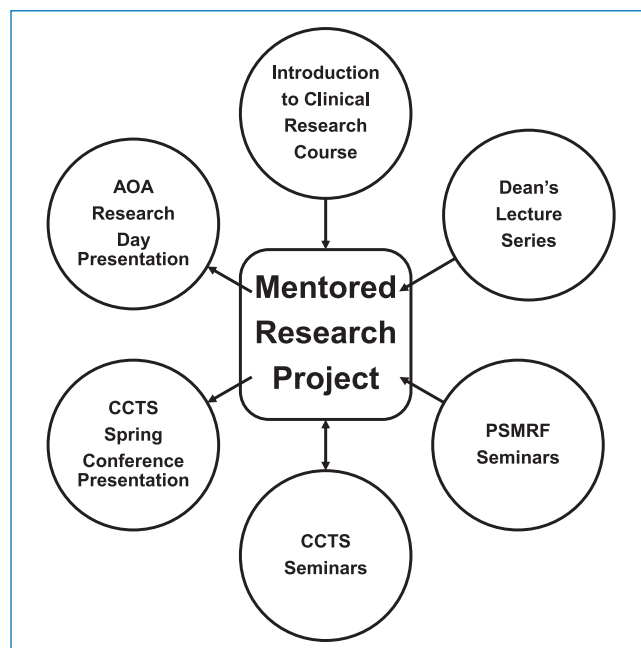 Introduction
to Clinical
Research
Course
AOA
Research
Day
Presentation
Dean's
Lecture
Series
Mentored
Research
Project
CCTS
Spring
Conference
Presentation
PSMRF
Seminars
CCTS
Seminars